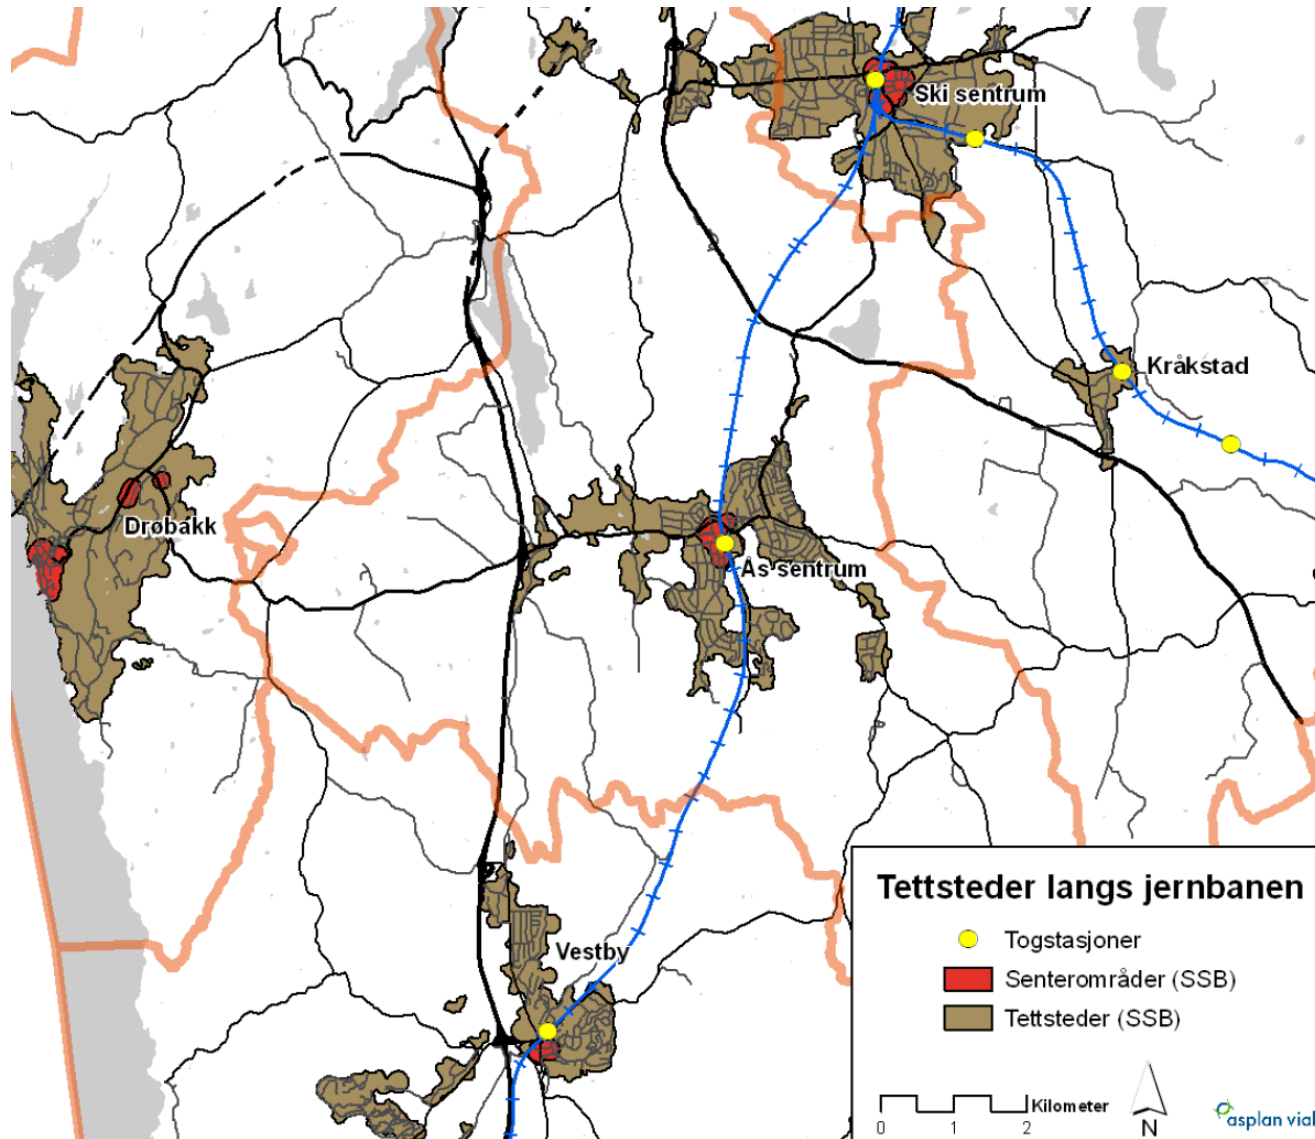 Ski sentrum
Kråkstad
Drøbakk
Ås sentrum
Vestby
Tettsteder langs jernbanen
Togstasjoner
Senterområder (SSB)
Tettsteder (SSB)
Kilometer
0 1 2
N
asplan viak